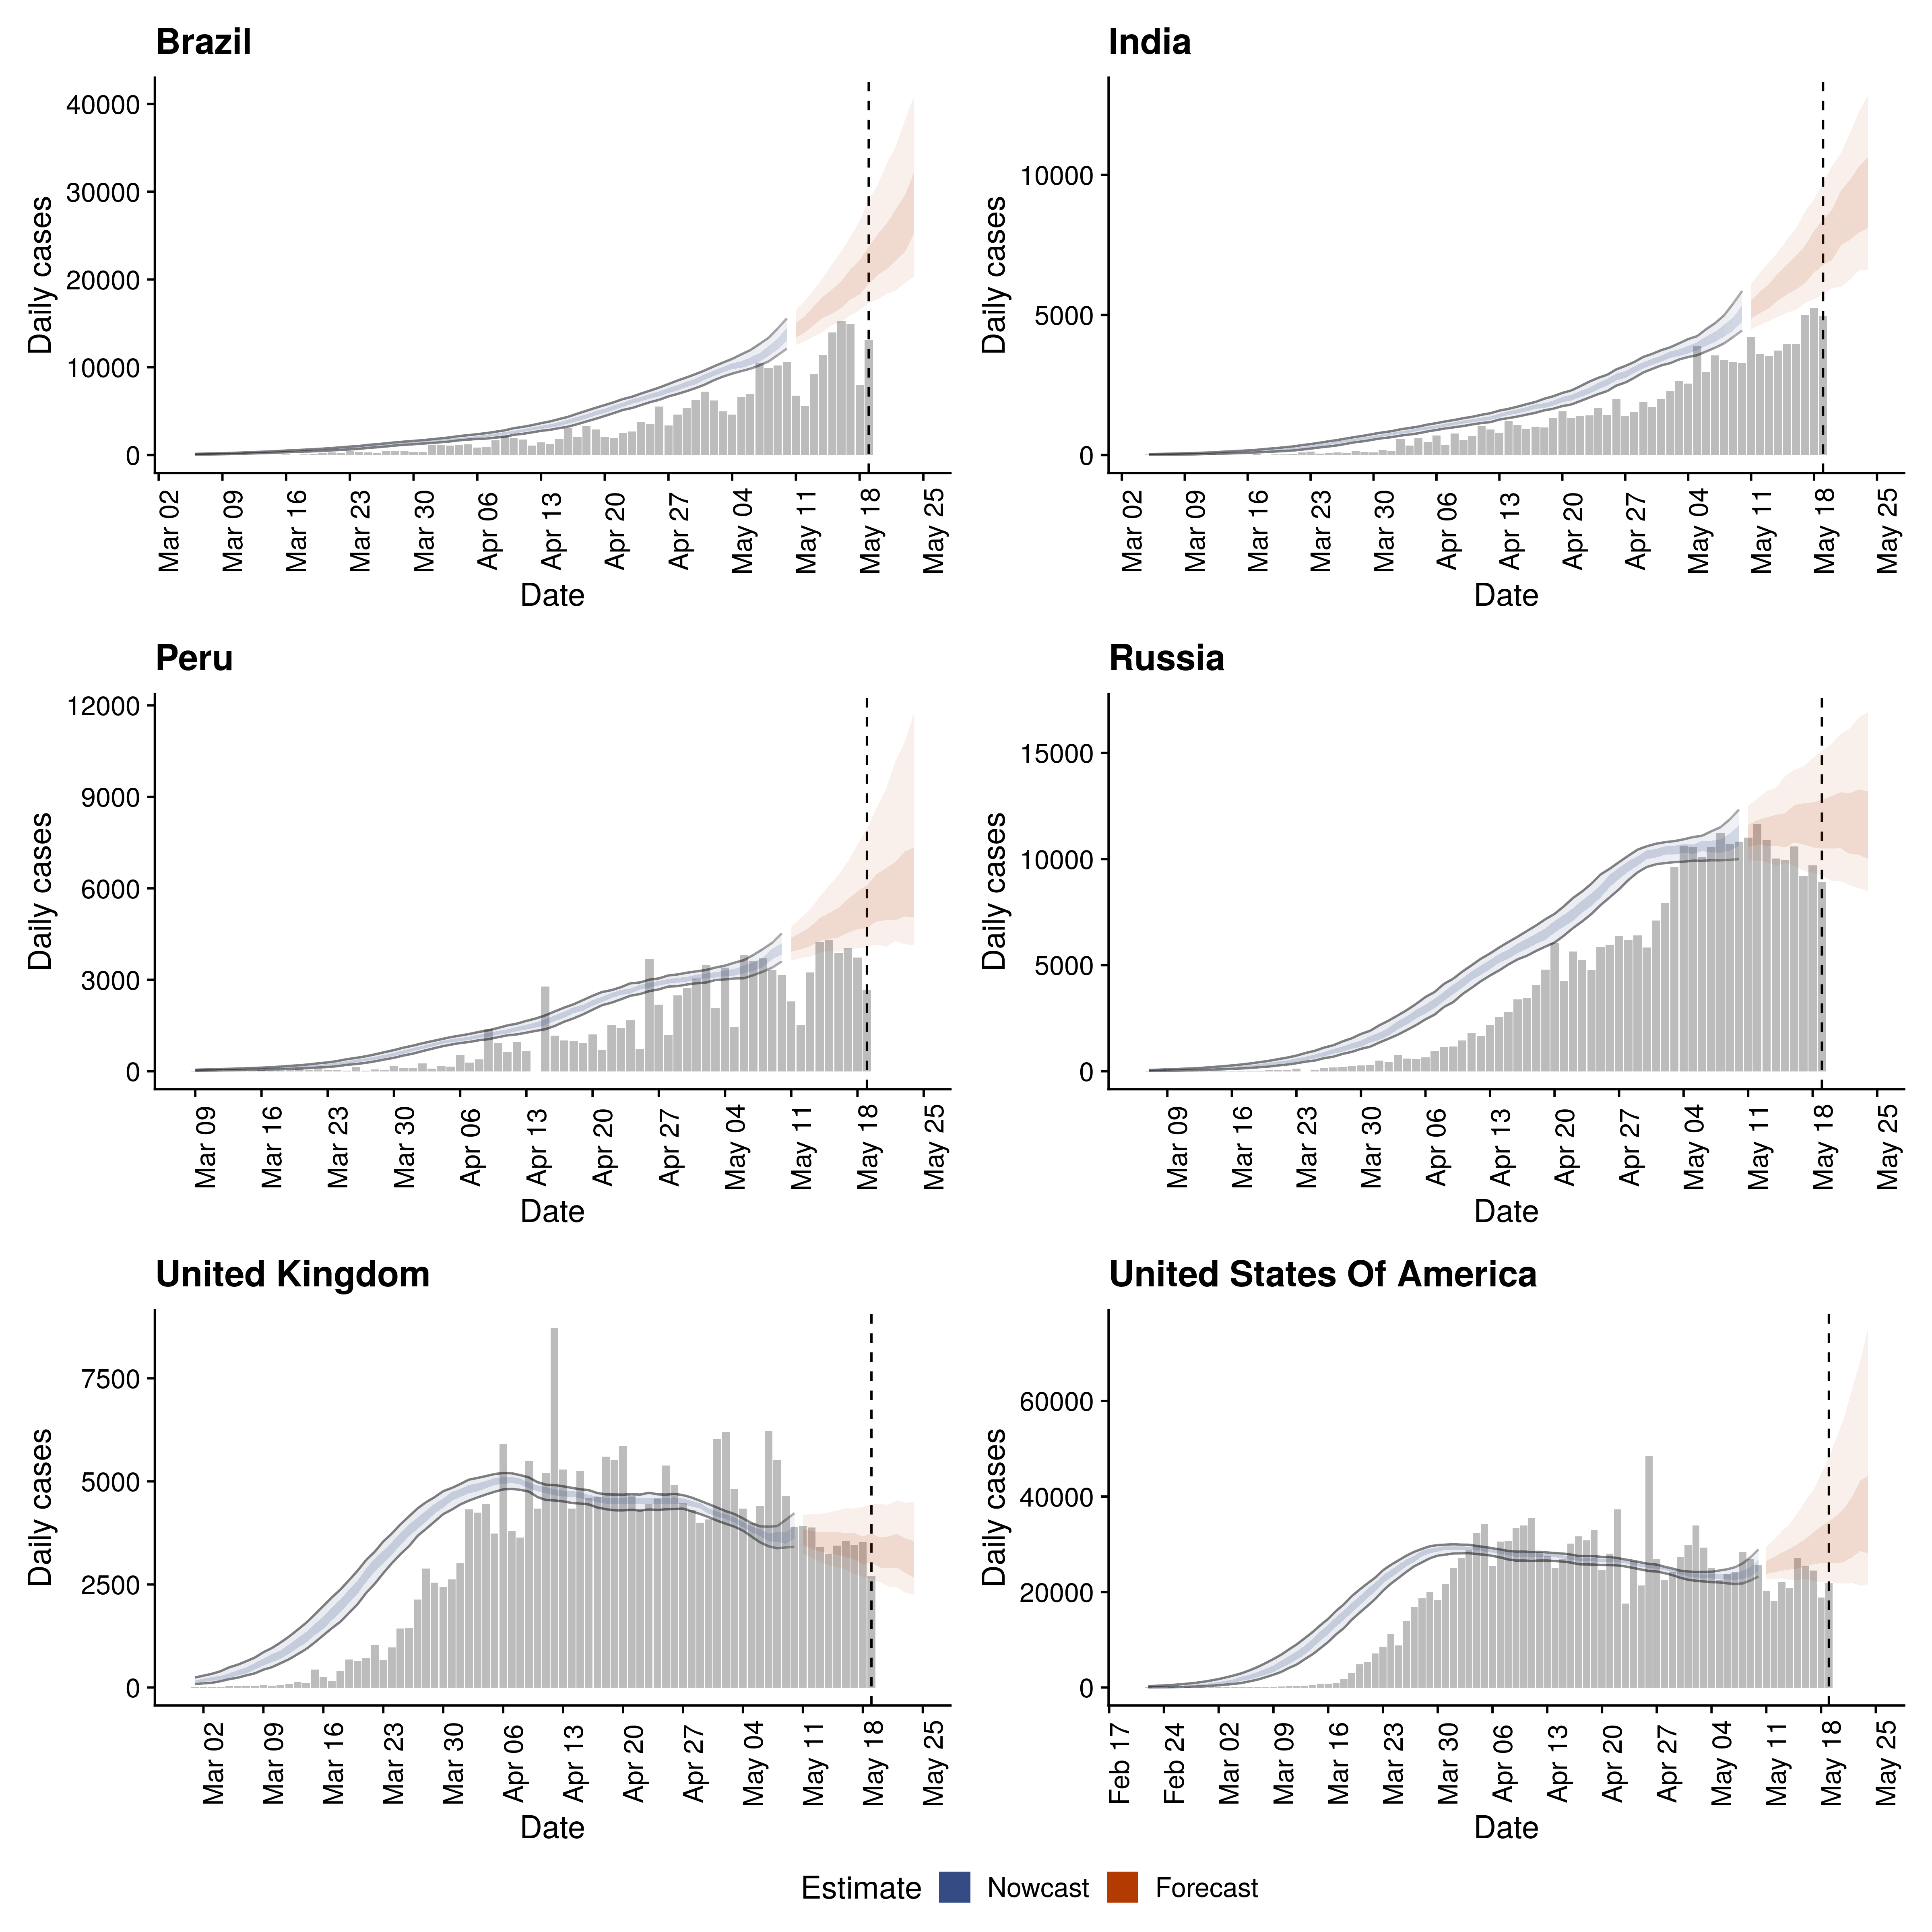 Brazil
Daily cases
40000
30000
20000
10000
0
Mar 02
Mar 09
Mar 16
Mar 23
Mar 30
Apr 06
Apr 13
Apr 20
Apr 27
May 04
May 11
May 18
May 25
Date
India
Daily cases
10000
5000
0
Mar 02
Mar 09
Mar 16
Mar 23
Mar 30
Apr 06
Apr 13
Apr 20
Apr 27
May 04
May 11
May 18
May 25
Date
Peru
Daily cases
12000
9000
6000
3000
0
Mar 09
Mar 16
Mar 23
Mar 30
Apr 06
Apr 13
Apr 20
Apr 27
May 04
May 11
May 18
May 25
Date
Russia
Daily cases
15000
10000
5000
0
Mar 09
Mar 16
Mar 23
Mar 30
Apr 06
Apr 13
Apr 20
Apr 27
May 04
May 11
May 18
May 25
Date
United Kingdom
Daily cases
7500
5000
2500
0
Mar 02
Mar 09
Mar 16
Mar 23
Mar 30
Apr 06
Apr 13
Apr 20
Apr 27
May 04
May 11
May 18
May 25
Date
United States Of America
Daily cases
60000
40000
20000
0
Feb 17
Feb 24
Mar 02
Mar 09
Mar 16
Mar 23
Mar 30
Apr 06
Apr 13
Apr 20
Apr 27
May 04
May 11
May 18
May 25
Date
Estimate Nowcast Forecast